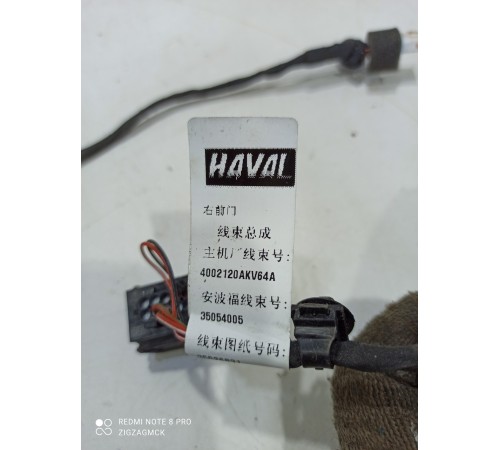 HAVAL
右前门
线束总成
主机厂线束号:
4002120AKV64A
安波福线束号:
35054005
线束图纸号码:
REDMI NOTE 8 PRO
ZIGZAGMCK